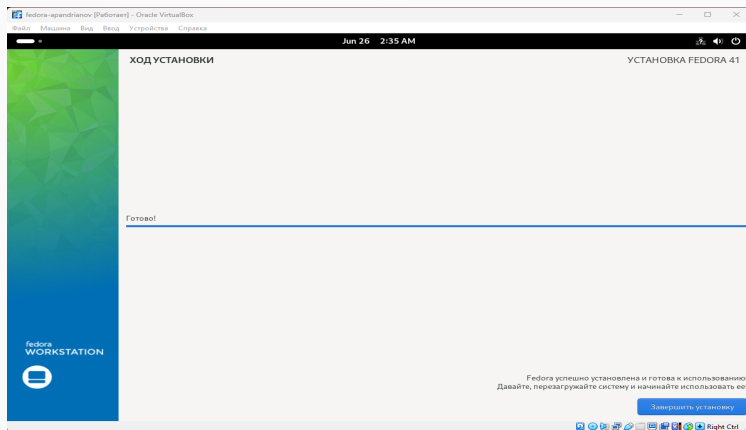 fedora-apandrianov [Работает] - Oracle VirtualBox
Файл Машина Вид Ввод Устройства Справка
Jun 26 2:35 AM
ХОД УСТАНОВКИ
УСТАНОВКА FEDORA 41
Готово!
fedora
WORKSTATION
Fedora успешно установлена и готова к использованию
Давайте, перезагружайте систему и начинайте использовать ее
Завершить установку
Right Ctrl